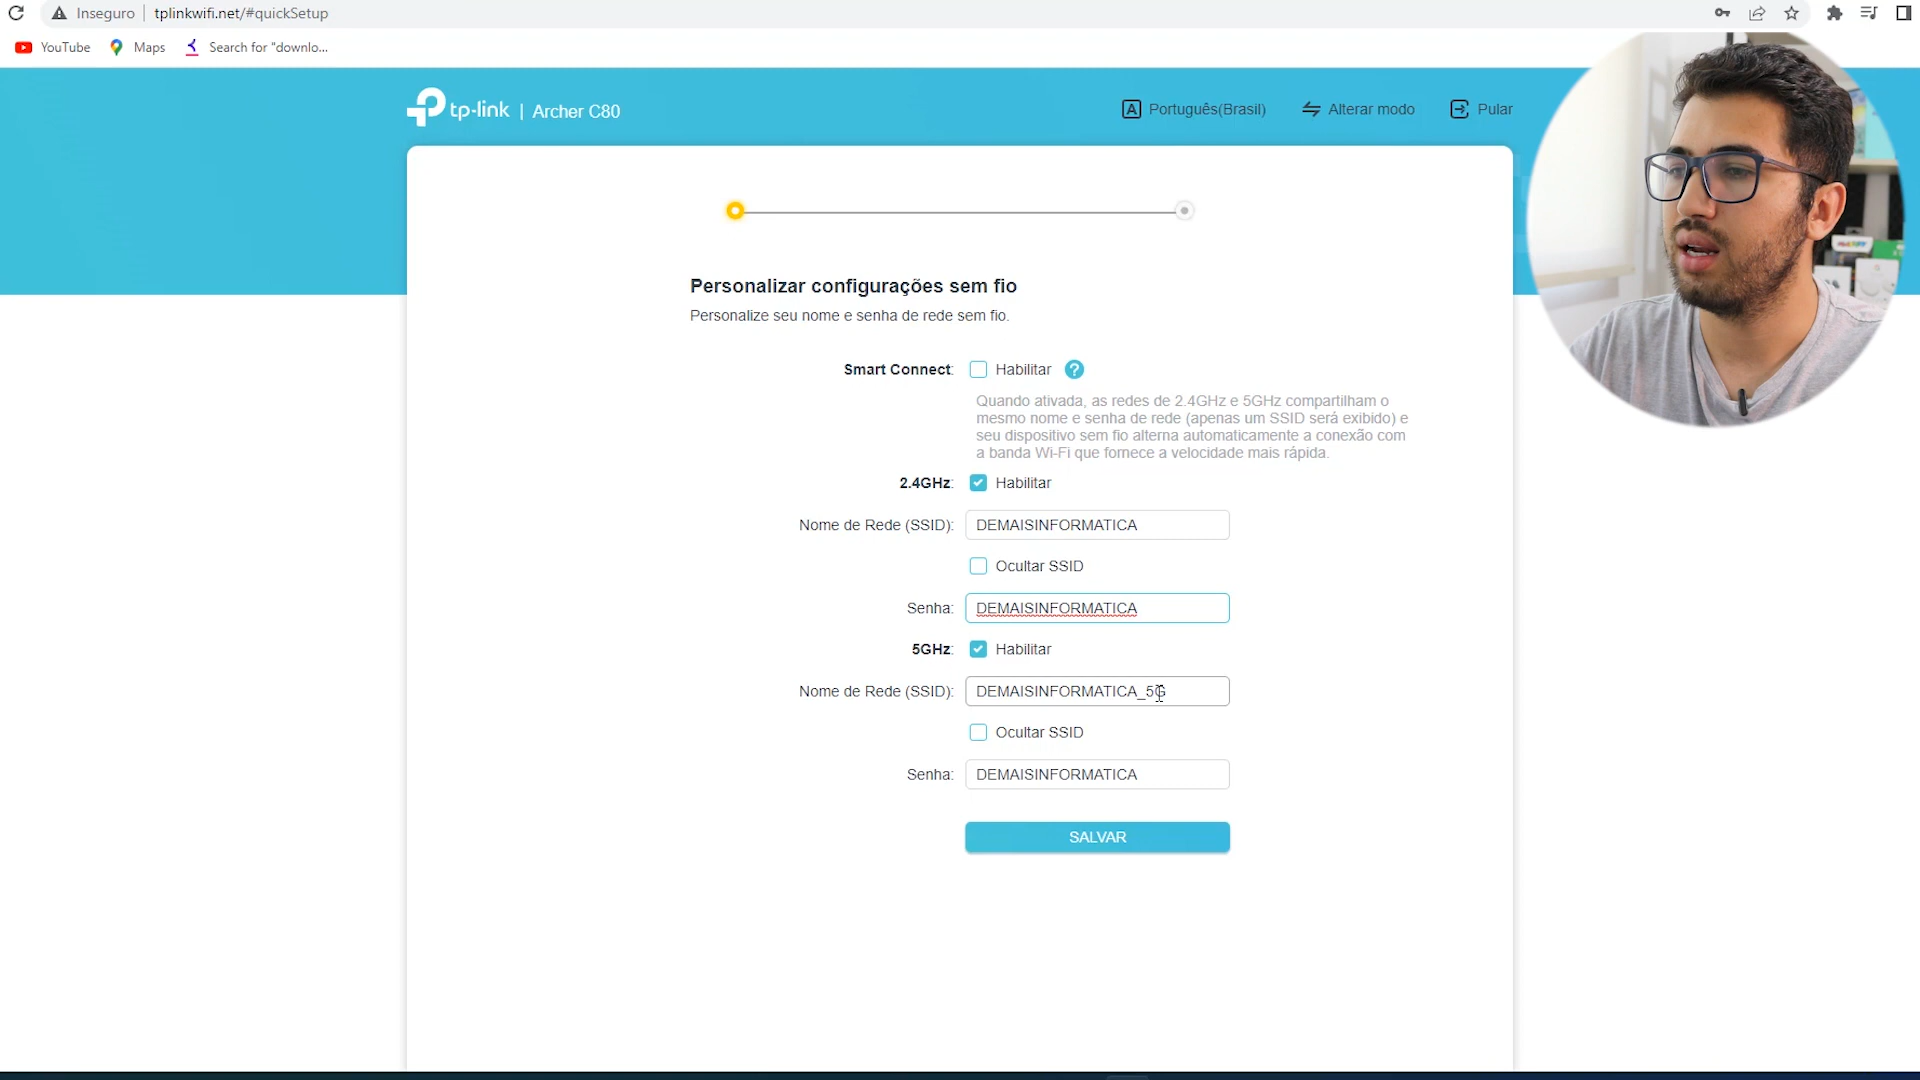 Inseguro
tplinkwifi.net/#quickSetup
YouTube
Maps
Search for "downlo...
tp-link | Archer C80
Português(Brasil)
Alterar modo
Pular
Personalizar configurações sem fio
Personalize seu nome e senha de rede sem fio.
Smart Connect: Habilitar ?
Quando ativada, as redes de 2.4GHz e 5GHz compartilham o
mesmo nome e senha de rede (apenas um SSID será exibido) e
seu dispositivo sem fio alterna automaticamente a conexão com
a banda Wi-Fi que fornece a velocidade mais rápida.
2.4GHz: Habilitar
Nome de Rede (SSID): DEMAISINFORMATICA
Ocultar SSID
Senha: DEMAISINFORMATICA
5GHz: Habilitar
Nome de Rede (SSID): DEMAISINFORMATICA_5G
Ocultar SSID
Senha: DEMAISINFORMATICA
SALVAR